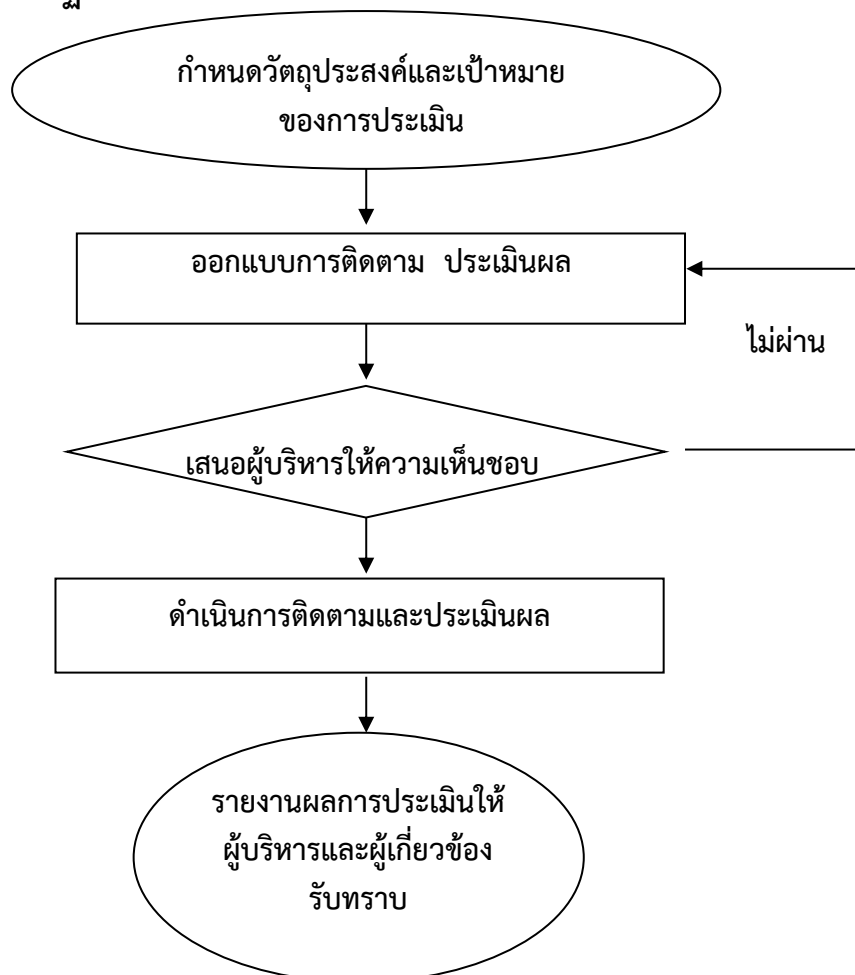 กำหนดวัตถุประสงค์และเป้าหมาย
ของการประเมิน
ออกแบบการติดตาม ประเมินผล
ไม่ผ่าน
เสนอผู้บริหารให้ความเห็นชอบ
ดำเนินการติดตามและประเมินผล
รายงานผลการประเมินให้
ผู้บริหารและผู้เกี่ยวข้อง
รับทราบ